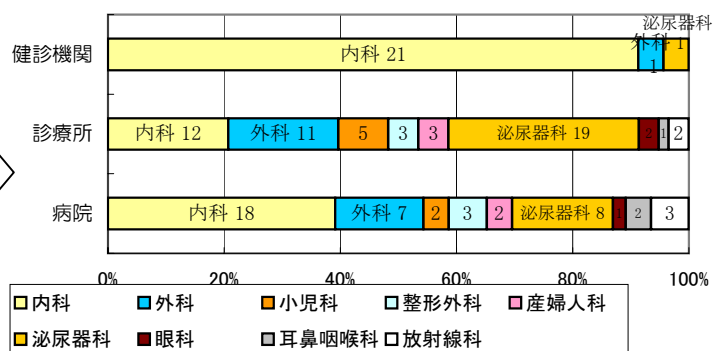 泌尿器科
健診機関 内科 21 外科 1 1
診療所 内科 12 外科 11 5 3 3 泌尿器科 19 2 1 2
病院 内科 18 外科 7 2 3 2 泌尿器科 8 1 2 3
0% 20% 40% 60% 80% 100%
内科 外科 小児科 整形外科 産婦人科
泌尿器科 眼科 耳鼻咽喉科 放射線科